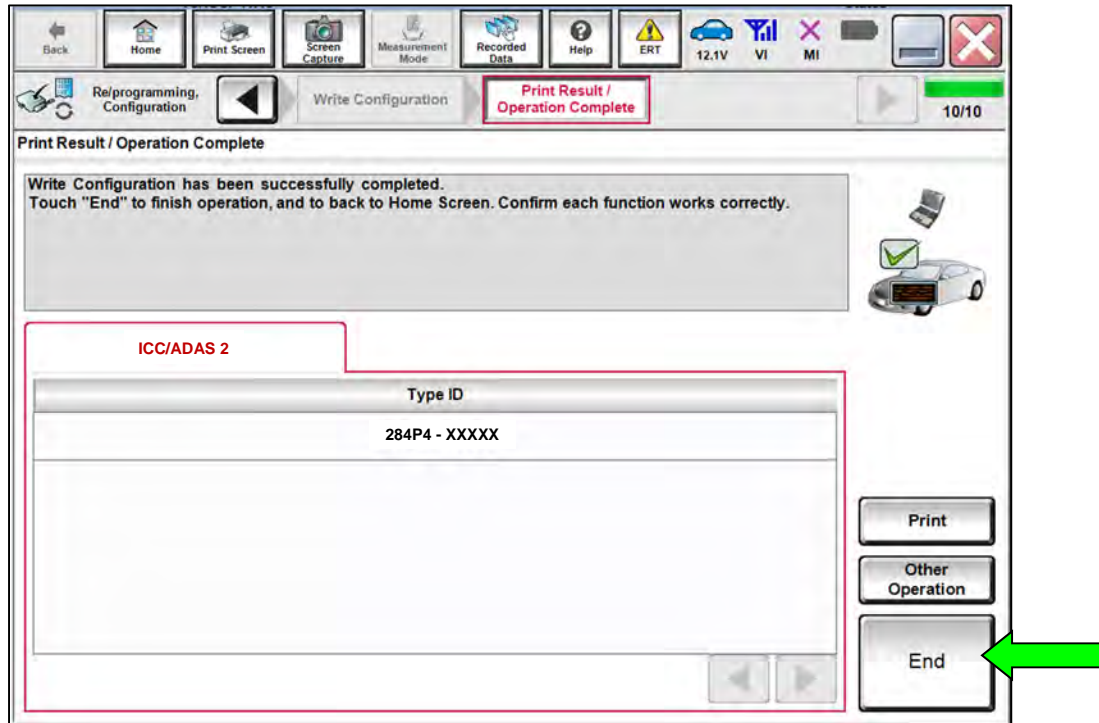 Back
Home
Print Screen
Screen
Capture
Measurement
Mode
Recorded
Data
Help
ERT
12.1V
VI
MI
Re/programming,
Configuration
Write Configuration
Print Result /
Operation Complete
10/10
Print Result / Operation Complete
Write Configuration has been successfully completed.
Touch "End" to finish operation, and to back to Home Screen. Confirm each function works correctly.
ICC/ADAS 2
Type ID
284P4 - XXXXX
Print
Other
Operation
End